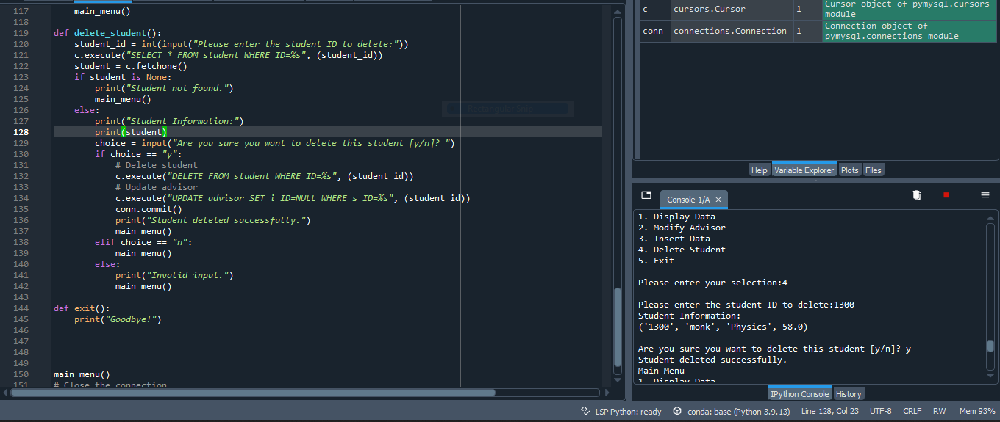 117 main_menu()
118
119 def delete_student():
120 student_id = int(input("Please enter the student ID to delete:"))
121 c.execute("SELECT * FROM student WHERE ID=%s", (student_id))
122 student = c.fetchone()
123 if student is None:
124 print("Student not found.")
125 main_menu()
126 else:
127 print("Student Information:")
128 print(student)
129 choice = input("Are you sure you want to delete this student [y/n]? ")
130 if choice == "y":
131 # Delete student
132 c.execute("DELETE FROM student WHERE ID=%s", (student_id))
133 # Update advisor
134 c.execute("UPDATE advisor SET i_ID=NULL WHERE s_ID=%s", (student_id))
135 conn.commit()
136 print("Student deleted successfully.")
137 main_menu()
138 elif choice == "n":
139 main_menu()
140 else:
141 print("Invalid input.")
142 main_menu()
143
144 def exit():
145 print("Goodbye!")
146
147
148
149
150 main_menu()
151 # Close the connection
Rectangular Snip
c cursors.Cursor 1 Cursor object of pymysql.cursors
module
conn connections.Connection 1 Connection object of
pymysql.connections module
Help Variable Explorer Plots Files
Console 1/A
1. Display Data
2. Modify Advisor
3. Insert Data
4. Delete Student
5. Exit
Please enter your selection:4
Please enter the student ID to delete:1300
Student Information:
('1300', 'monk', 'Physics', 58.0)
Are you sure you want to delete this student [y/n]? y
Student deleted successfully.
Main Menu
1. Display Data
IPython Console History
LSP Python: ready conda: base (Python 3.9.13) Line 128, Col 23 UTF-8 CRLF RW Mem 93%